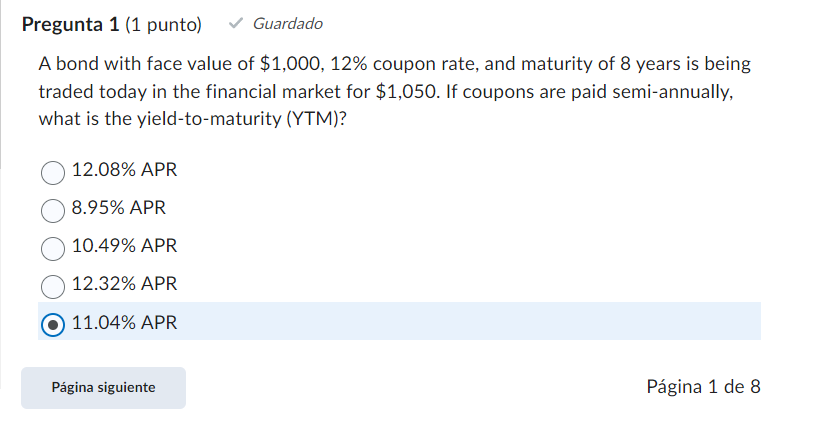 Pregunta 1 (1 punto) Guardado
A bond with face value of $1,000, 12% coupon rate, and maturity of 8 years is being
traded today in the financial market for $1,050. If coupons are paid semi-annually,
what is the yield-to-maturity (YTM)?
12.08% APR
8.95% APR
10.49% APR
12.32% APR
11.04% APR
Página siguiente Página 1 de 8